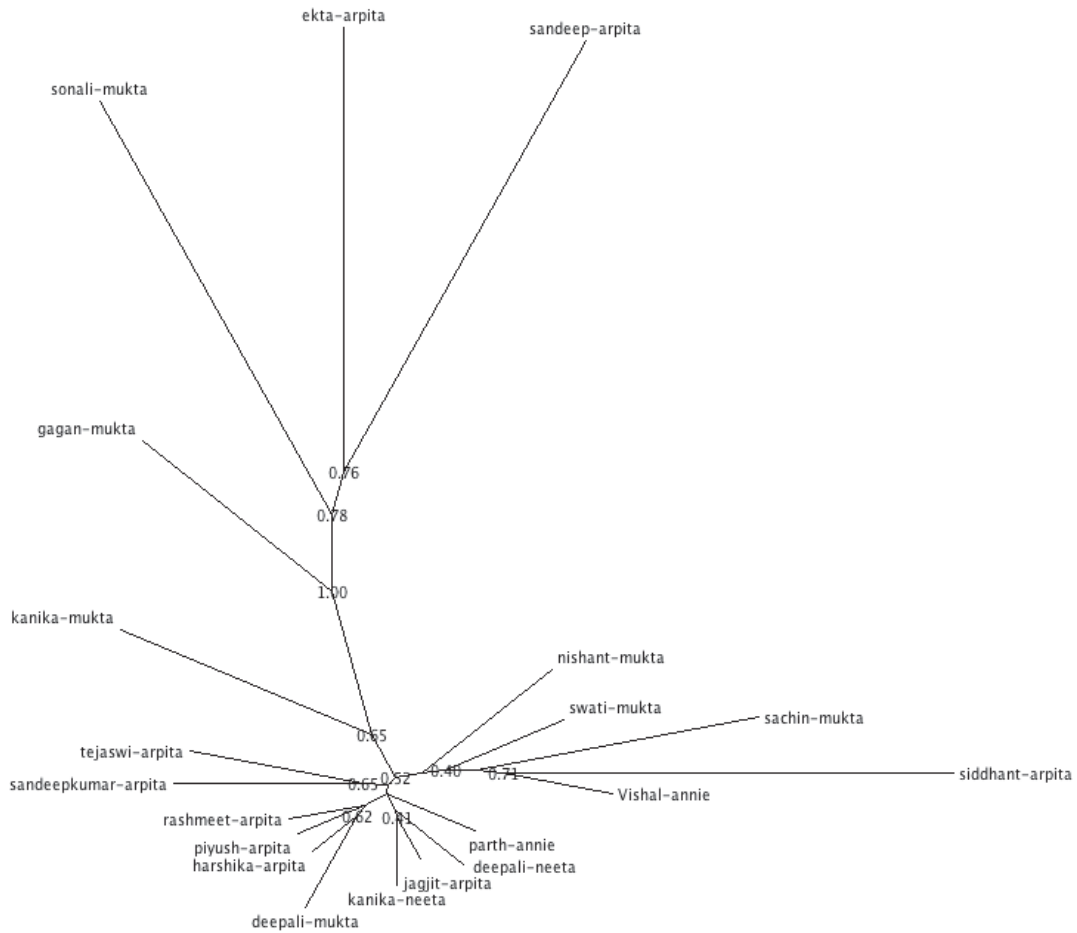 ekta-arpita
sandeep-arpita
sonali-mukta
gagan-mukta
0.76
0.78
1.00
kanika-mukta
nishant-mukta
swati-mukta
sachin-mukta
0.65
tejaswi-arpita
0.52
0.40
0.71
siddhant-arpita
sandeepkumar-arpita
0.65
Vishal-annie
rashmeet-arpita
0.62
0.41
piyush-arpita
parth-annie
harshika-arpita
deepali-neeta
jagjit-arpita
kanika-neeta
deepali-mukta